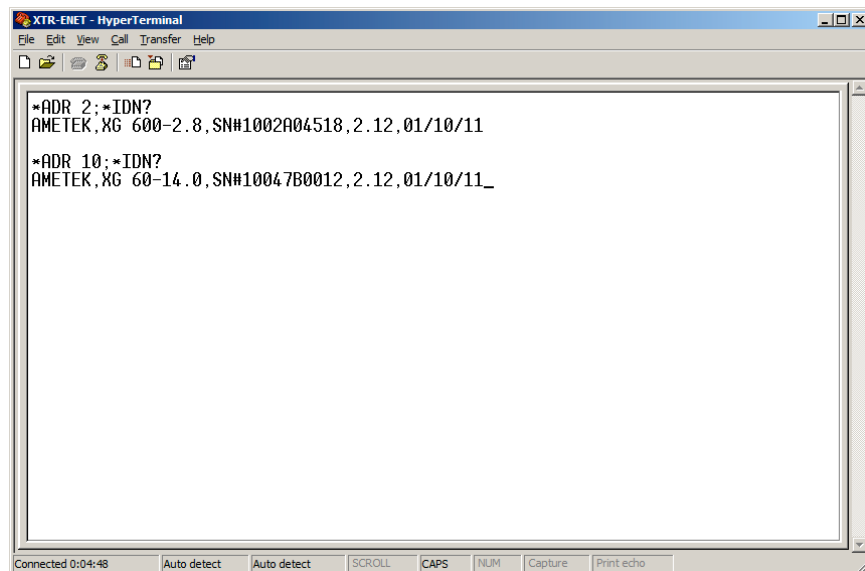 XTR-ENET - HyperTerminal
File Edit View Call Transfer Help
*ADR 2;*IDN?
AMETEK,XG 600-2.8,SN#1002A04518,2.12,01/10/11
*ADR 10;*IDN?
AMETEK,XG 60-14.0,SN#10047B0012,2.12,01/10/11_
Connected 0:04:48 Auto detect Auto detect SCROLL CAPS NUM Capture Print echo